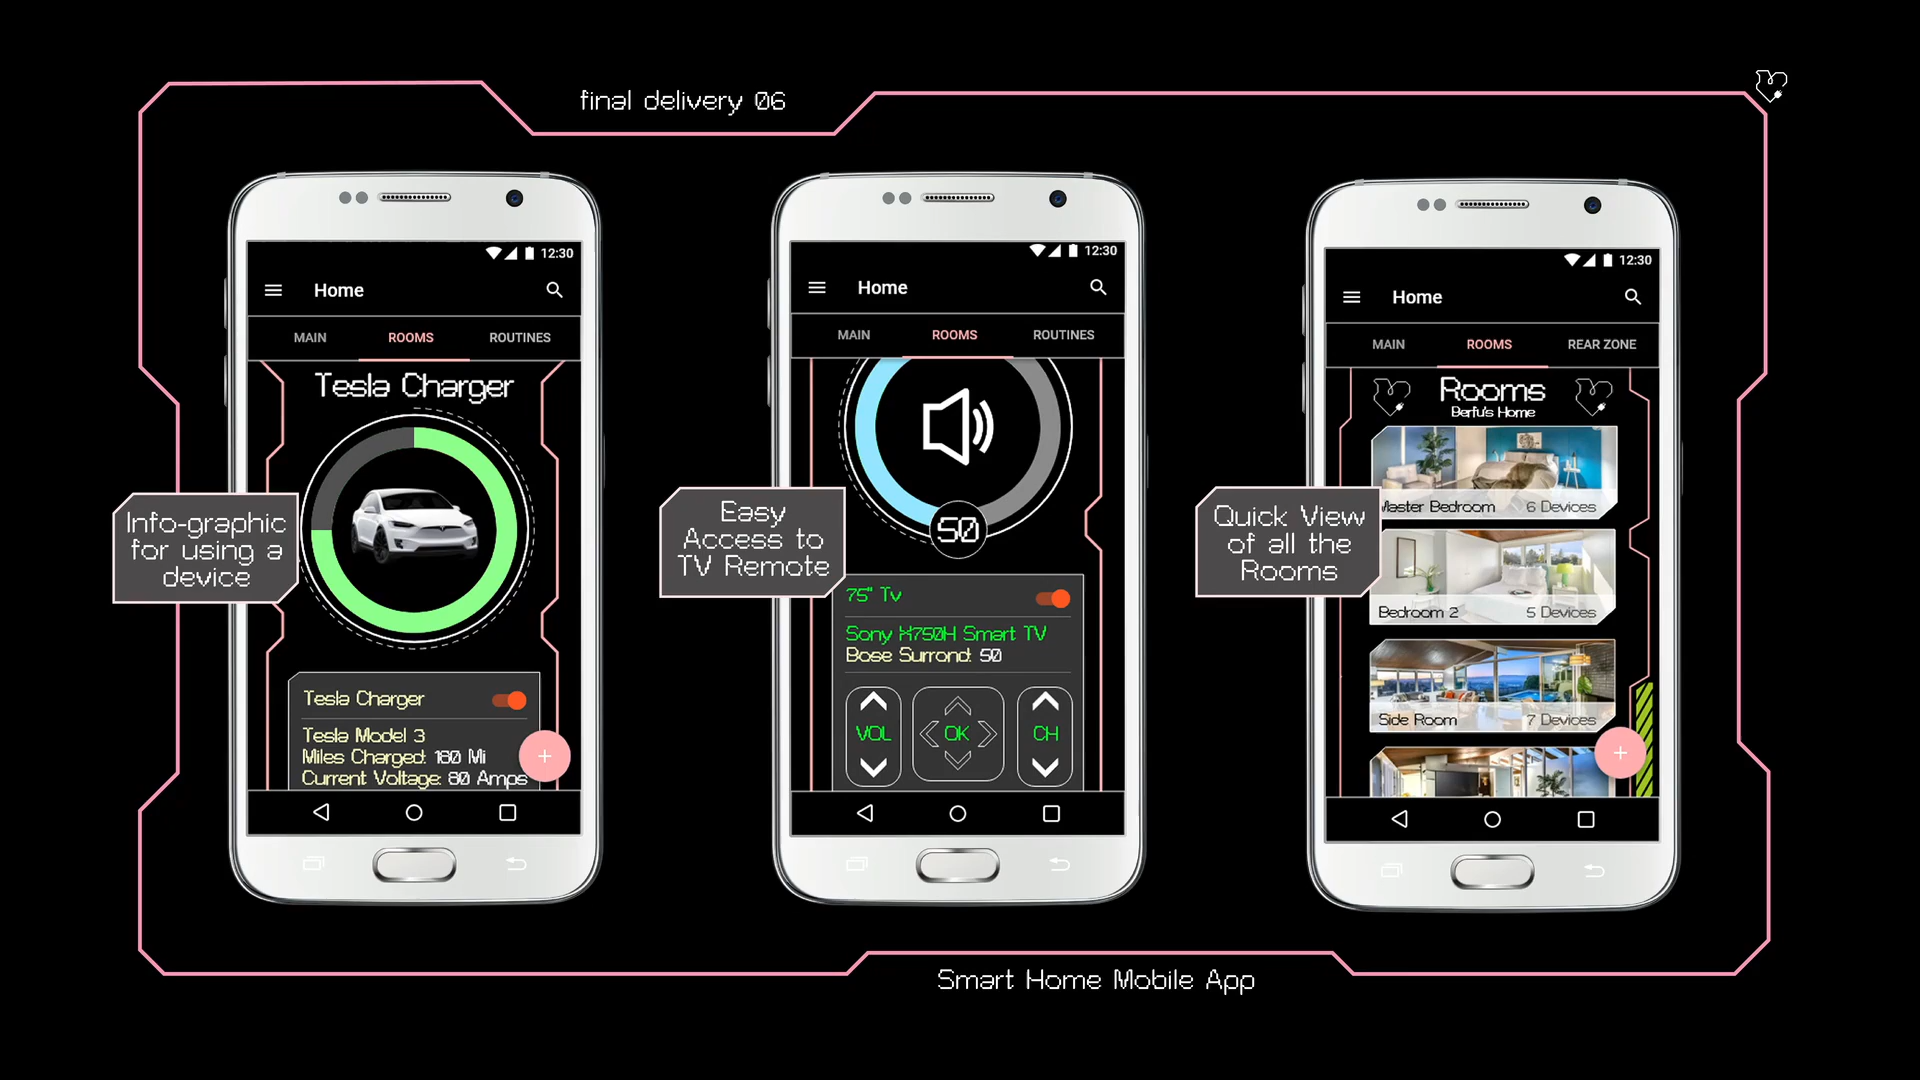 final delivery 06
12:30
Home
MAIN ROOMS ROUTINES
Tesla Charger
Info-graphic
for using a
device
Tesla Charger
Tesla Model 3
Miles Charged: 160 Mi
Current Voltage: 80 Amps
+
12:30
Home
MAIN ROOMS ROUTINES
50
Easy
Access to
TV Remote
75" Tv
Sony X750H Smart TV
Bose Surrond: 50
VOL OK CH
12:30
Home
MAIN ROOMS REAR ZONE
Rooms
Berfu's Home
Quick View
of all the
Rooms
Master Bedroom 6 Devices
Bedroom 2 5 Devices
Side Room 7 Devices
+
Smart Home Mobile App